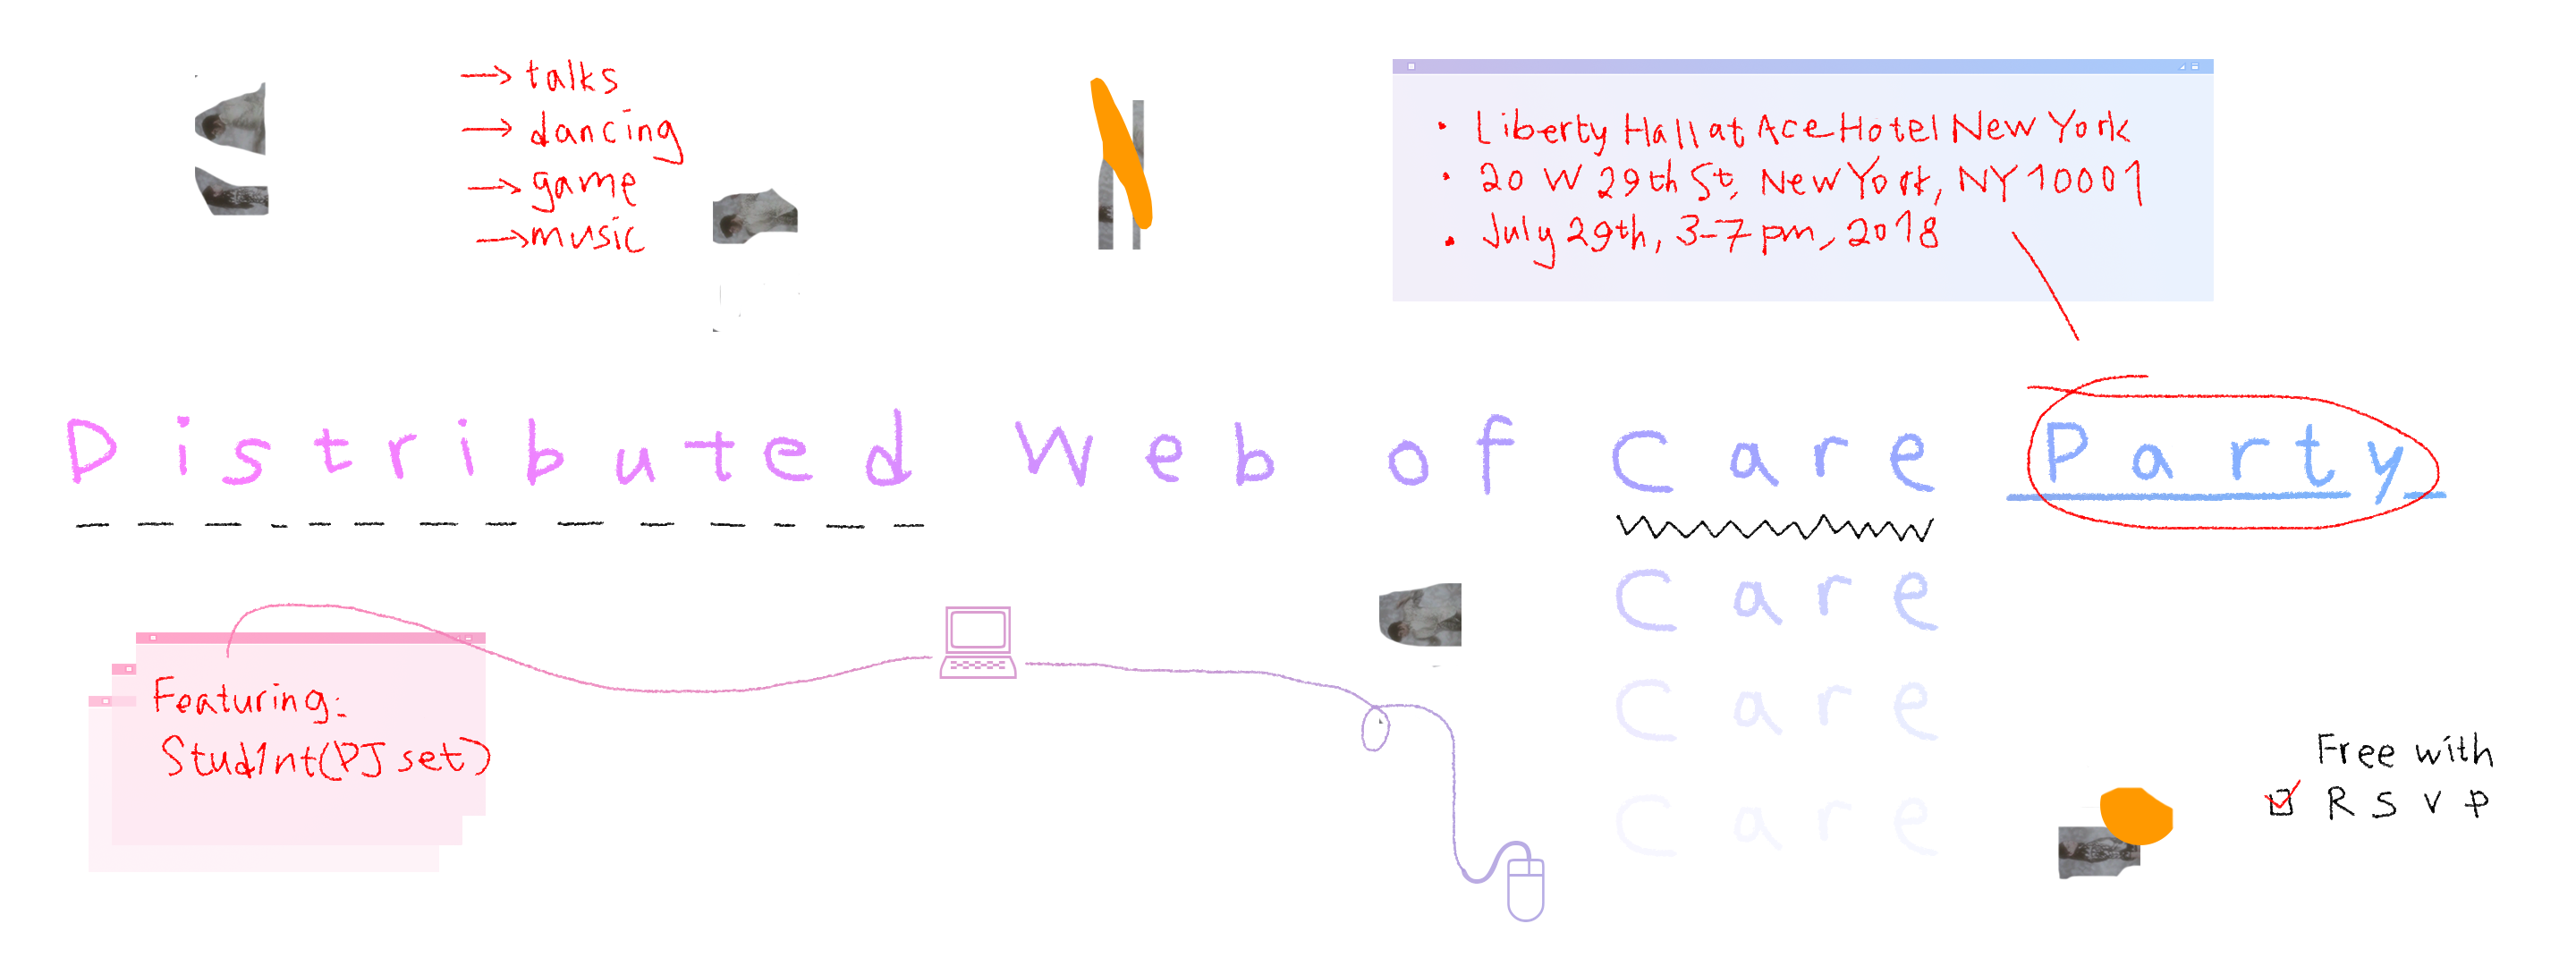 → talks
→ dancing
→ game
→ music
• Liberty Hall at Ace Hotel New York
• 20 W 29th St, New York, NY 10001
• July 29th, 3-7 pm, 2018
Distributed Web of Care Party
Care
Care
Care
Featuring:
Stud1nt(DJ set)
Free with
RSVP